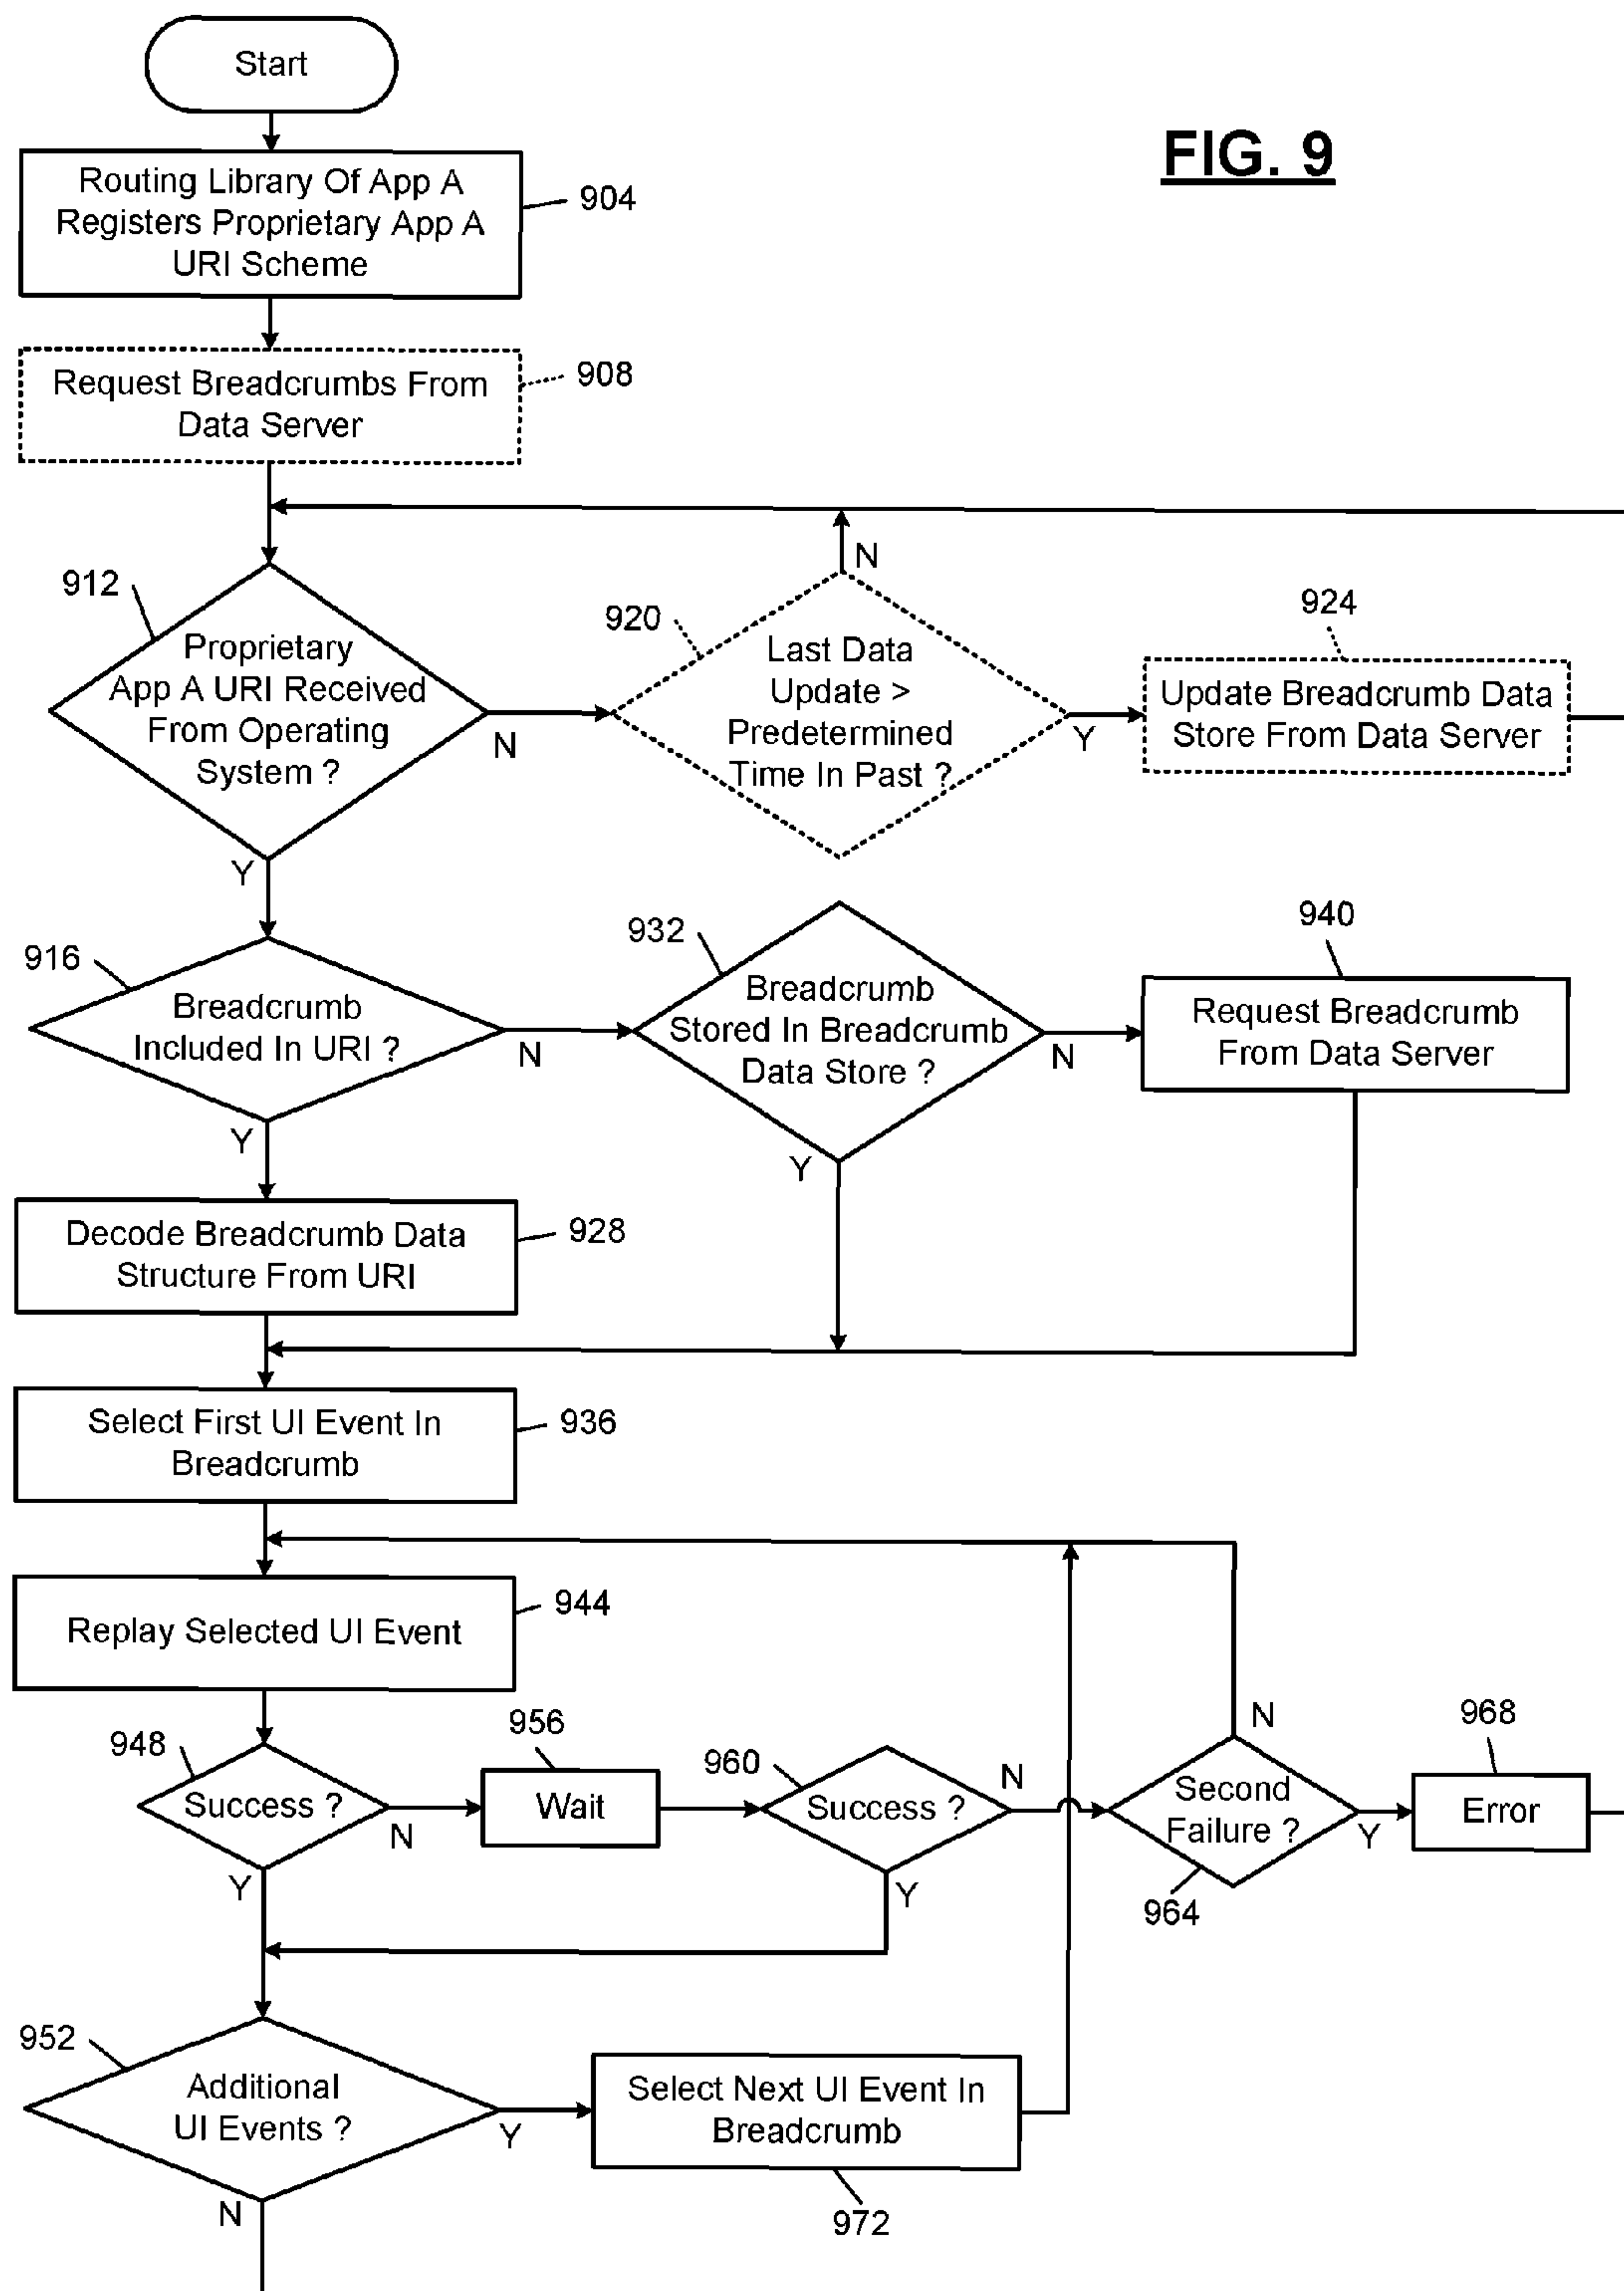 Start
FIG. 9
Routing Library Of App A
Registers Proprietary App A
URI Scheme
904
Request Breadcrumbs From
Data Server
908
912
Proprietary
App A URI Received
From Operating
System ?
N
Y
920
Last Data
Update >
Predetermined
Time In Past ?
N
Y
924
Update Breadcrumb Data
Store From Data Server
916
Breadcrumb
Included In URI ?
N
Y
932
Breadcrumb
Stored In Breadcrumb
Data Store ?
N
Y
940
Request Breadcrumb
From Data Server
Decode Breadcrumb Data
Structure From URI
928
Select First UI Event In
Breadcrumb
936
Replay Selected UI Event
944
948
Success ?
N
Y
956
Wait
960
Success ?
N
Y
Second
Failure ?
N
Y
964
968
Error
952
Additional
UI Events ?
Y
N
Select Next UI Event In
Breadcrumb
972